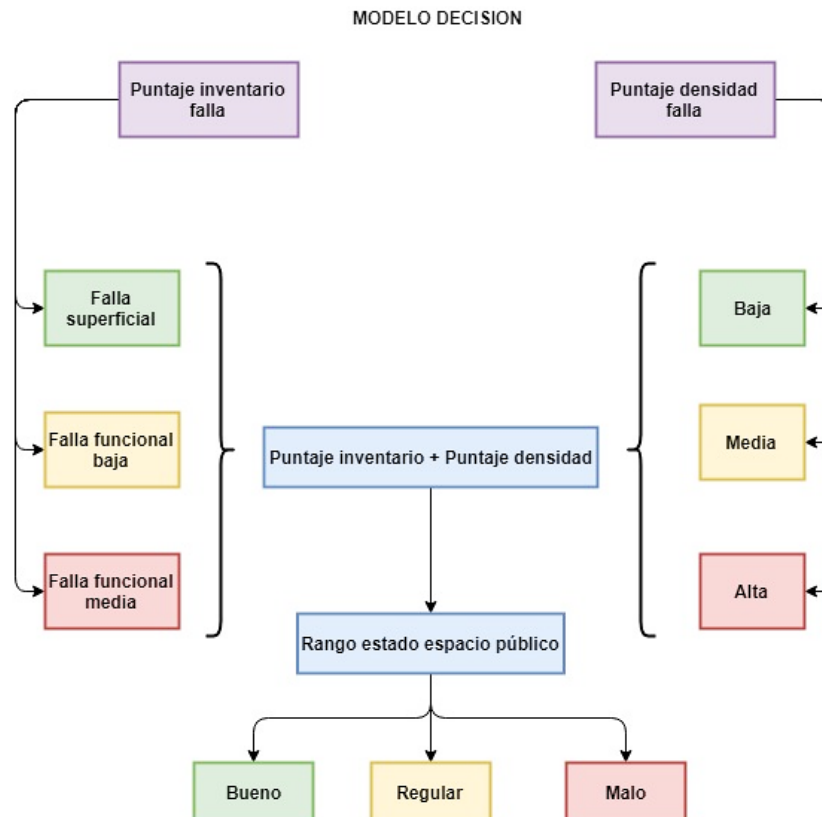 MODELO DECISION
Puntaje inventario
falla
Puntaje densidad
falla
Falla
superficial
Baja
Falla funcional
baja
Puntaje inventario + Puntaje densidad
Media
Falla funcional
media
Alta
Rango estado espacio público
Bueno
Regular
Malo